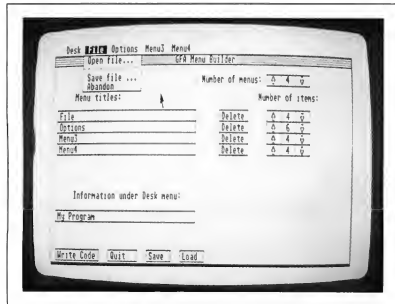 Desk File Options Menu3 Menu4
Open file... GFA Menu Builder
Save file ... Number of menus: 4
Abandon
Menu titles: Number of items:
File Delete 4
Options Delete 6
Menu3 Delete 4
Menu4 Delete 4
Information under Desk menu:
My Program
Write Code Quit Save Load